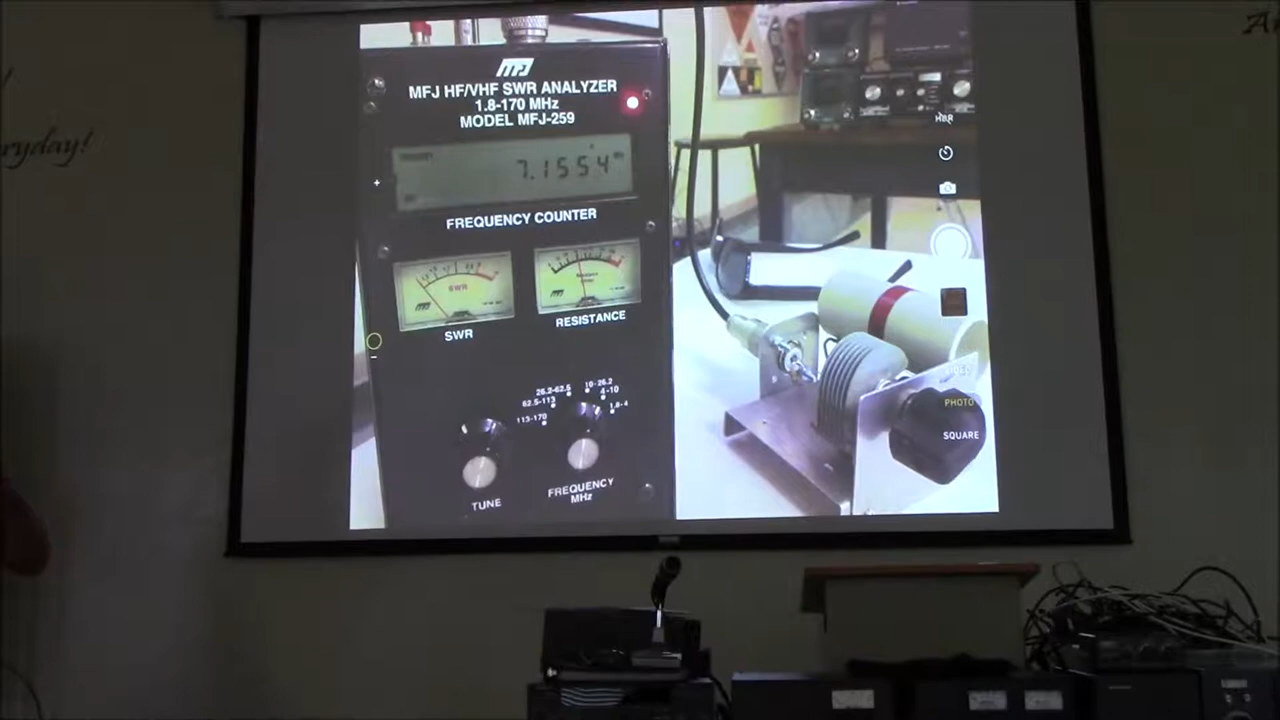 ryday!
MFJ
MFJ HF/VHF SWR ANALYZER
1.8-170 MHz
MODEL MFJ-259
7.1554
FREQUENCY COUNTER
SWR
SWR
RESISTANCE
26.2-62.5
10-26.2
62.5-113
4-10
113-170
1.8-4
TUNE
FREQUENCY
MHz
HDR
PHOTO
SQUARE